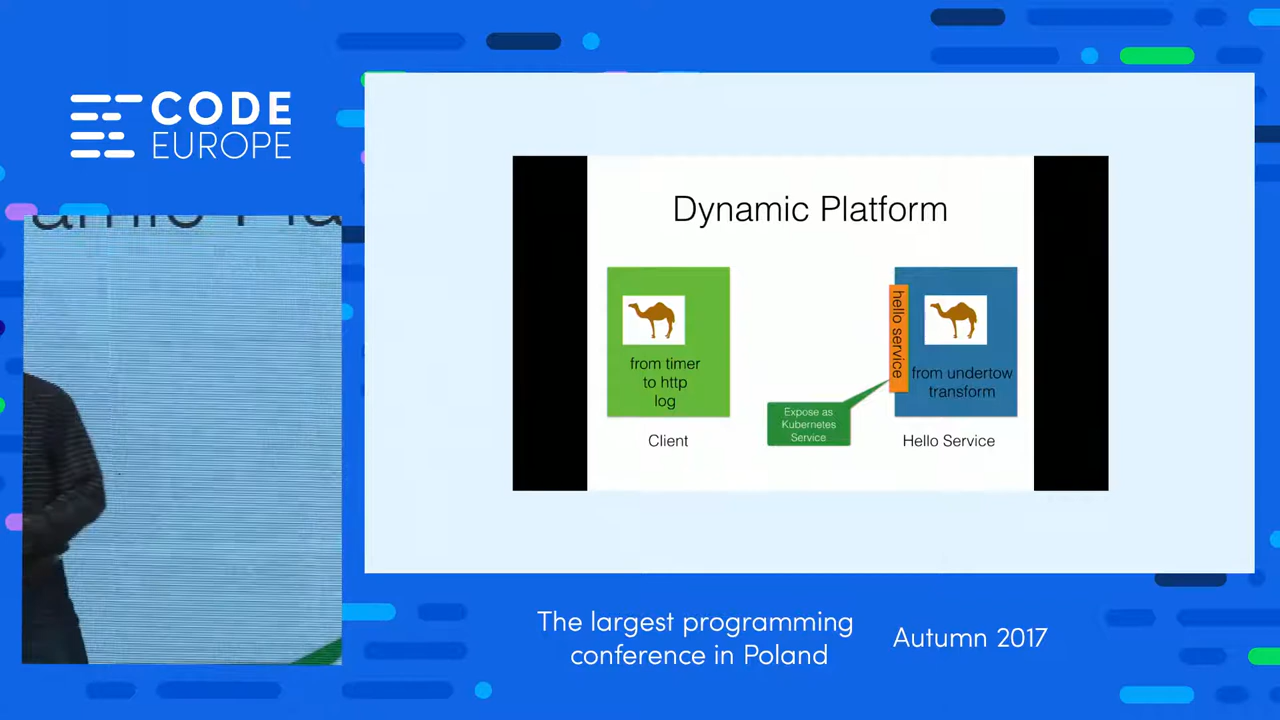 CODE
EUROPE
Dynamic Platform
hello service
from timer
to http
log
from undertow
transform
Expose as
Kubernetes
Service
Client
Hello Service
The largest programming
conference in Poland
Autumn 2017